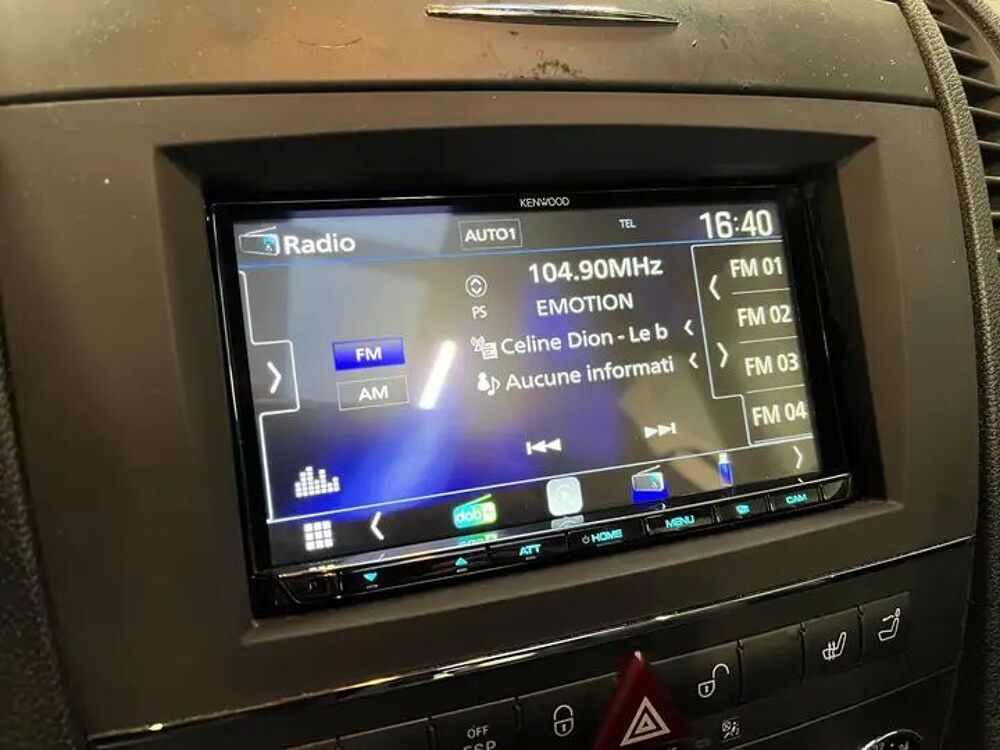 KENWOOD
Radio
AUTO1
TEL
16:40
104.90MHz
PS
EMOTION
Celine Dion - Le b
Aucune informati
FM
AM
FM 01
FM 02
FM 03
FM 04
dab+
ATT
HOME
MENU
CAM
OFF
ESP